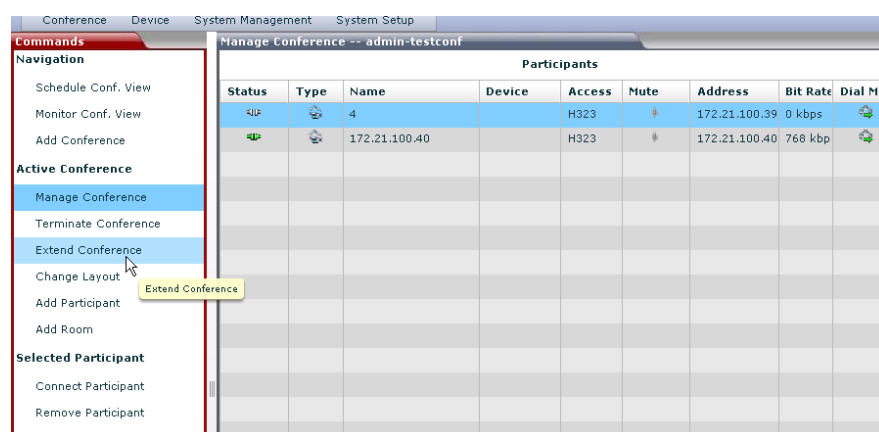 Conference Device System Management System Setup
Commands
Navigation
Schedule Conf. View
Monitor Conf. View
Add Conference
Active Conference
Manage Conference
Terminate Conference
Extend Conference
Change Layout
Extend Conference
Add Participant
Add Room
Selected Participant
Connect Participant
Remove Participant
Manage Conference -- admin-testconf
Participants
Status Type Name Device Access Mute Address Bit Rate Dial M
4 H323 172.21.100.39 0 kbps
172.21.100.40 H323 172.21.100.40 768 kbp